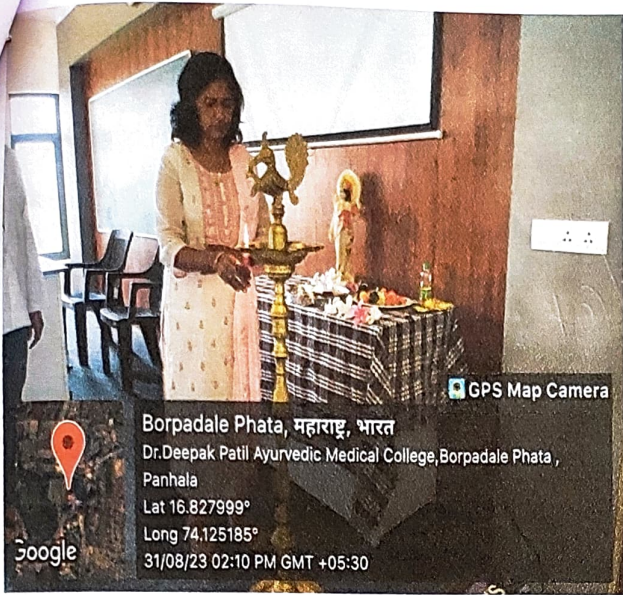 GPS Map Camera
Borpadale Phata, महाराष्ट्र, भारत
Dr.Deepak Patil Ayurvedic Medical College,Borpadale Phata ,
Panhala
Lat 16.827999°
Long 74.125185°
31/08/23 02:10 PM GMT +05:30
Google